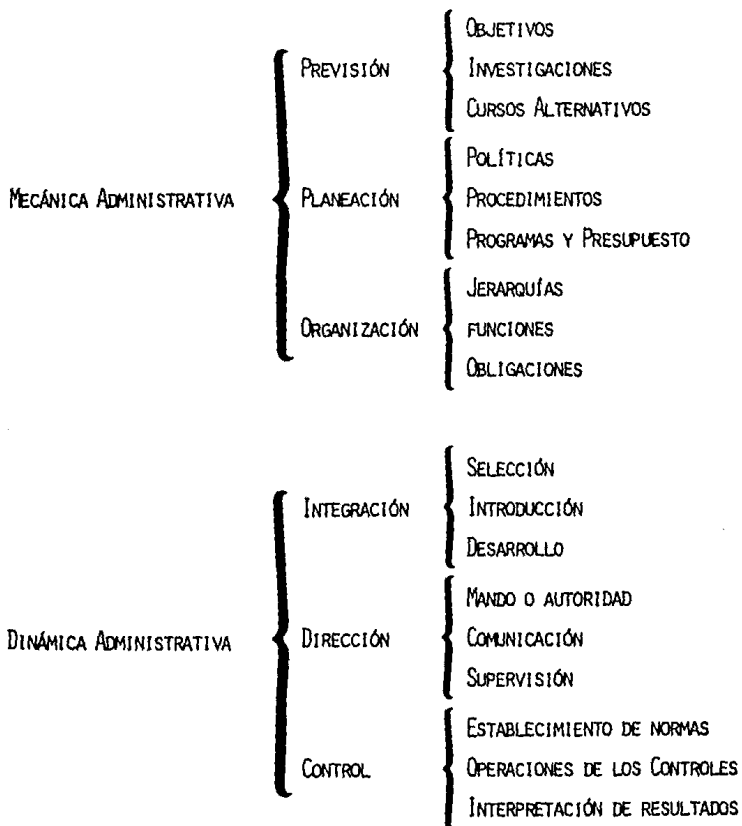 Mecánica Administrativa
Previsión
Objetivos
Investigaciones
Cursos Alternativos
Planeación
Políticas
Procedimientos
Programas y Presupuesto
Organización
Jerarquías
funciones
Obligaciones
Dinámica Administrativa
Integración
Selección
Introducción
Desarrollo
Dirección
Mando o autoridad
Comunicación
Supervisión
Control
Establecimiento de normas
Operaciones de los Controles
Interpretación de resultados